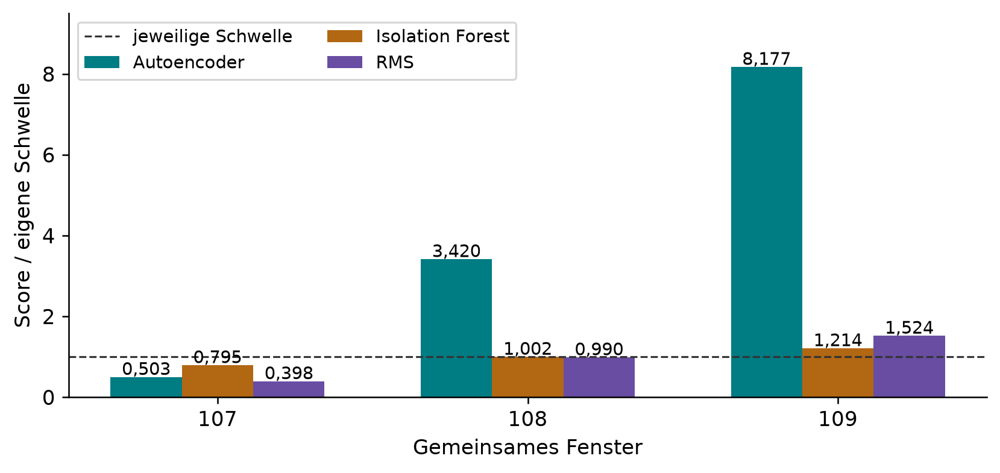 jeweilige Schwelle
Autoencoder
Isolation Forest
RMS
Score / eigene Schwelle
8
6
4
2
0
0,503
0,795
0,398
3,420
1,002
0,990
8,177
1,214
1,524
107
108
109
Gemeinsames Fenster